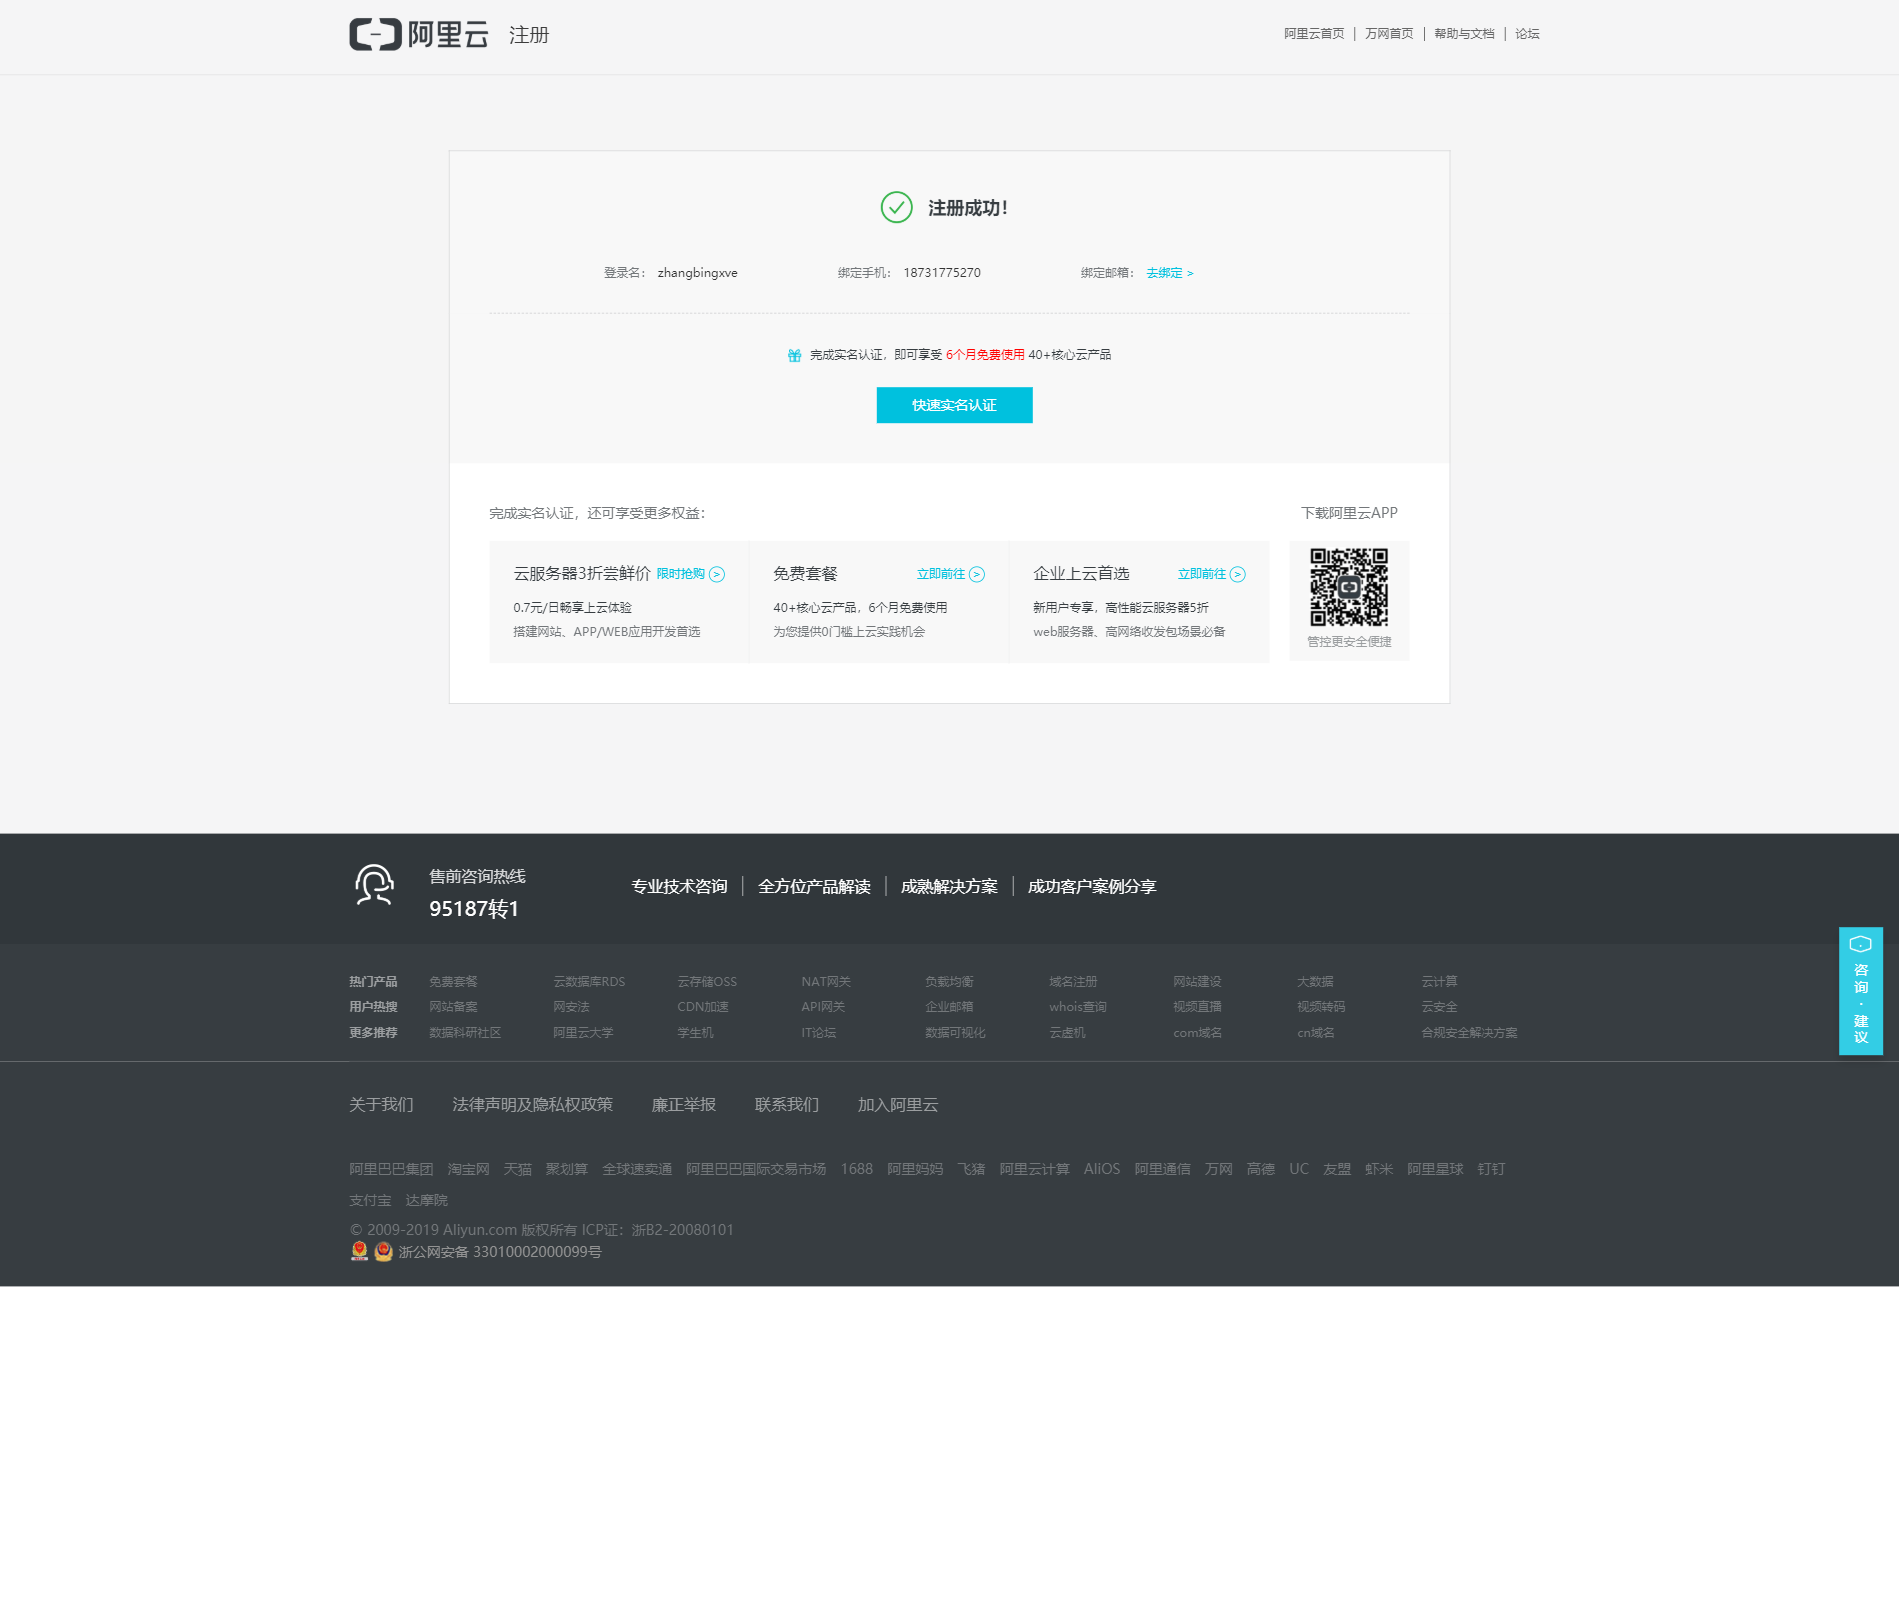 阿里云 注册
阿里云首页 | 万网首页 | 帮助与文档 | 论坛
注册成功！
登录名： zhangbingxve 绑定手机： 18731775270 绑定邮箱： 去绑定 >
完成实名认证，即可享受 6个月免费使用 40+核心云产品
快速实名认证
完成实名认证，还可享受更多权益：
下载阿里云APP
云服务器3折尝鲜价 限时抢购 >
0.7元/日畅享上云体验
搭建网站、APP/WEB应用开发首选
免费套餐 立即前往 >
40+核心云产品，6个月免费使用
为您提供0门槛上云实践机会
企业上云首选 立即前往 >
新用户专享，高性能云服务器5折
web服务器、高网络收发包场景必备
管控更安全便捷
售前咨询热线
95187转1
专业技术咨询 | 全方位产品解读 | 成熟解决方案 | 成功客户案例分享
咨询·建议
热门产品 免费套餐 云数据库RDS 云存储OSS NAT网关 负载均衡 域名注册 网站建设 大数据 云计算
用户热搜 网站备案 网安法 CDN加速 API网关 企业邮箱 whois查询 视频直播 视频转码 云安全
更多推荐 数据科研社区 阿里云大学 学生机 IT论坛 数据可视化 云虚机 com域名 cn域名 合规安全解决方案
关于我们 法律声明及隐私权政策 廉正举报 联系我们 加入阿里云
阿里巴巴集团 淘宝网 天猫 聚划算 全球速卖通 阿里巴巴国际交易市场 1688 阿里妈妈 飞猪 阿里云计算 AliOS 阿里通信 万网 高德 UC 友盟 虾米 阿里星球 钉钉
支付宝 达摩院
© 2009-2019 Aliyun.com 版权所有 ICP证：浙B2-20080101
浙公网安备 33010002000099号